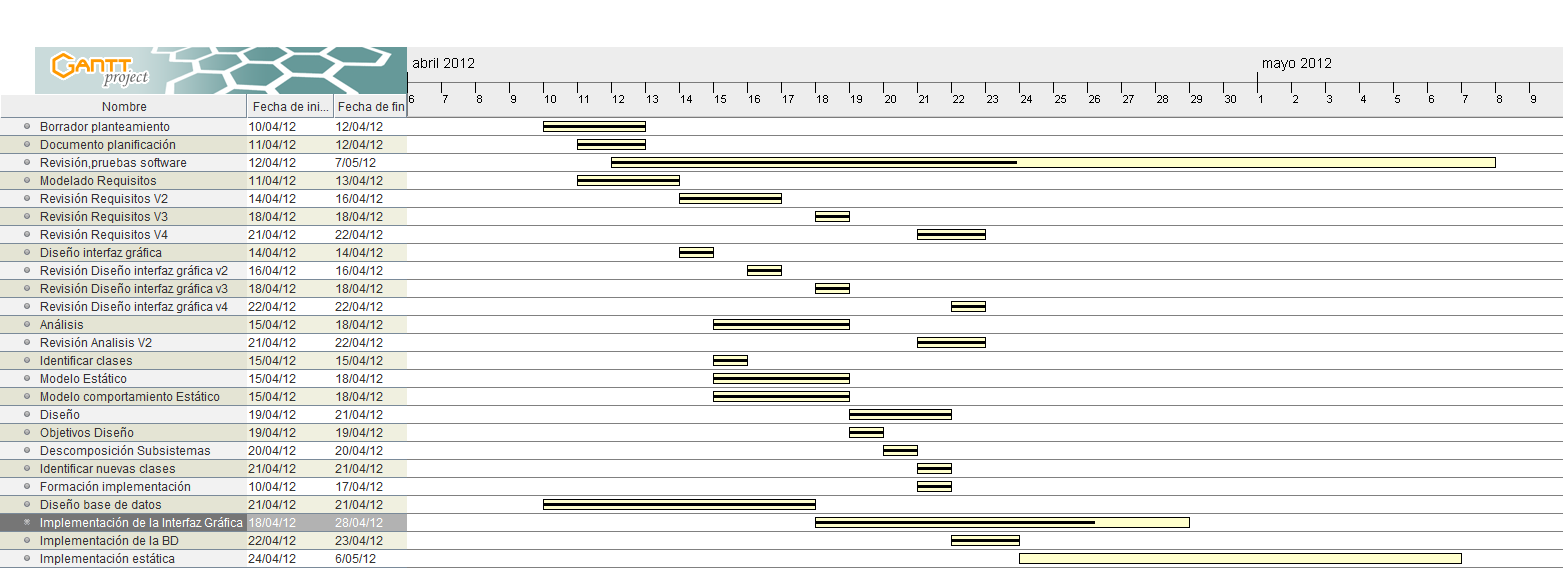 GANTT
project
abril 2012 mayo 2012
6 7 8 9 10 11 12 13 14 15 16 17 18 19 20 21 22 23 24 25 26 27 28 29 30 1 2 3 4 5 6 7 8 9
Nombre Fecha de ini... Fecha de fin
Borrador planteamiento 10/04/12 12/04/12
Documento planificación 11/04/12 12/04/12
Revisión,pruebas software 12/04/12 7/05/12
Modelado Requisitos 11/04/12 13/04/12
Revisión Requisitos V2 14/04/12 16/04/12
Revisión Requisitos V3 18/04/12 18/04/12
Revisión Requisitos V4 21/04/12 22/04/12
Diseño interfaz gráfica 14/04/12 14/04/12
Revisión Diseño interfaz gráfica v2 16/04/12 16/04/12
Revisión Diseño interfaz gráfica v3 18/04/12 18/04/12
Revisión Diseño interfaz gráfica v4 22/04/12 22/04/12
Análisis 15/04/12 18/04/12
Revisión Analisis V2 21/04/12 22/04/12
Identificar clases 15/04/12 15/04/12
Modelo Estático 15/04/12 18/04/12
Modelo comportamiento Estático 15/04/12 18/04/12
Diseño 19/04/12 21/04/12
Objetivos Diseño 19/04/12 19/04/12
Descomposición Subsistemas 20/04/12 20/04/12
Identificar nuevas clases 21/04/12 21/04/12
Formación implementación 10/04/12 17/04/12
Diseño base de datos 21/04/12 21/04/12
Implementación de la Interfaz Gráfica 18/04/12 28/04/12
Implementación de la BD 22/04/12 23/04/12
Implementación estática 24/04/12 6/05/12